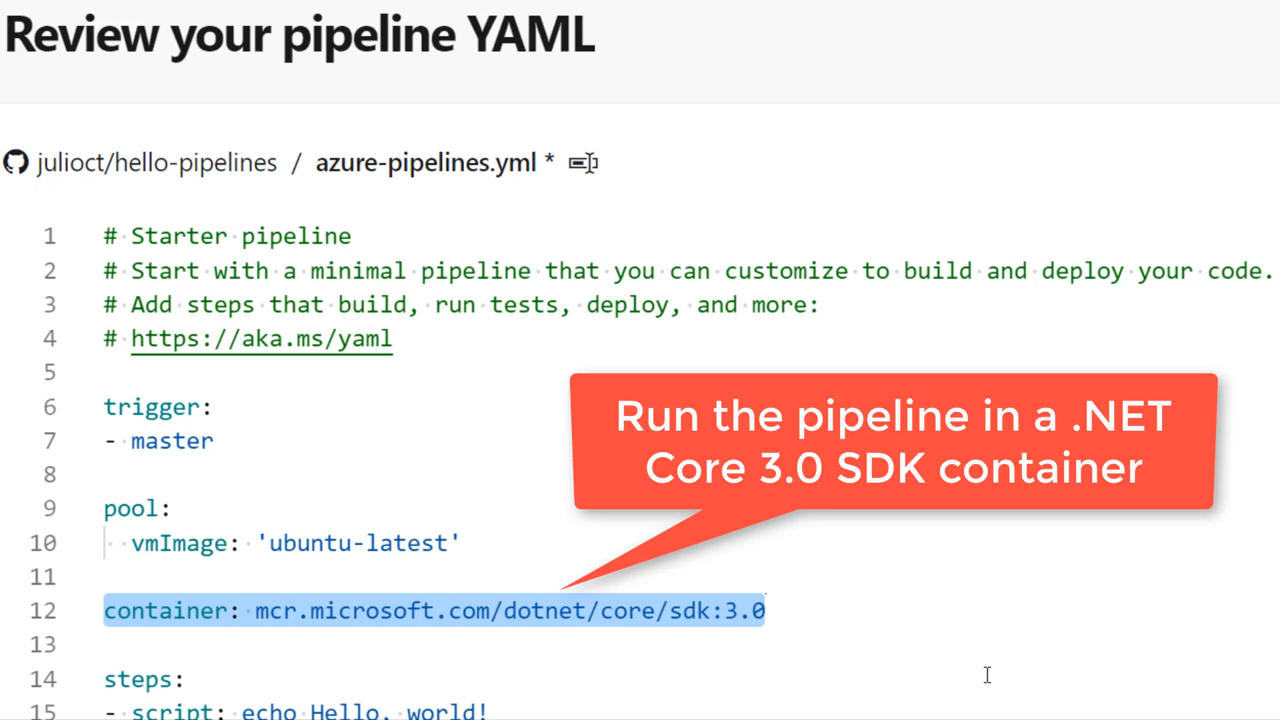 Review your pipeline YAML
julioct/hello-pipelines / azure-pipelines.yml *
1 # Starter pipeline
2 # Start with a minimal pipeline that you can customize to build and deploy your code.
3 # Add steps that build, run tests, deploy, and more:
4 # https://aka.ms/yaml
5
6 trigger:
7 - master
8
9 pool:
10 vmImage: 'ubuntu-latest'
11
12 container: mcr.microsoft.com/dotnet/core/sdk:3.0
13
14 steps:
15 - script: echo Hello, world!
Run the pipeline in a .NET
Core 3.0 SDK container